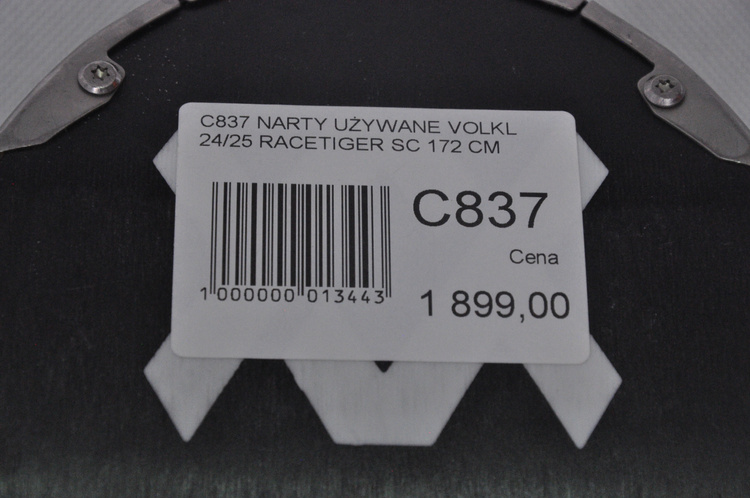 C837 NARTY UŻYWANE VOLKL
24/25 RACETIGER SC 172 CM
C837
Cena
1 000000 013443
1 899,00